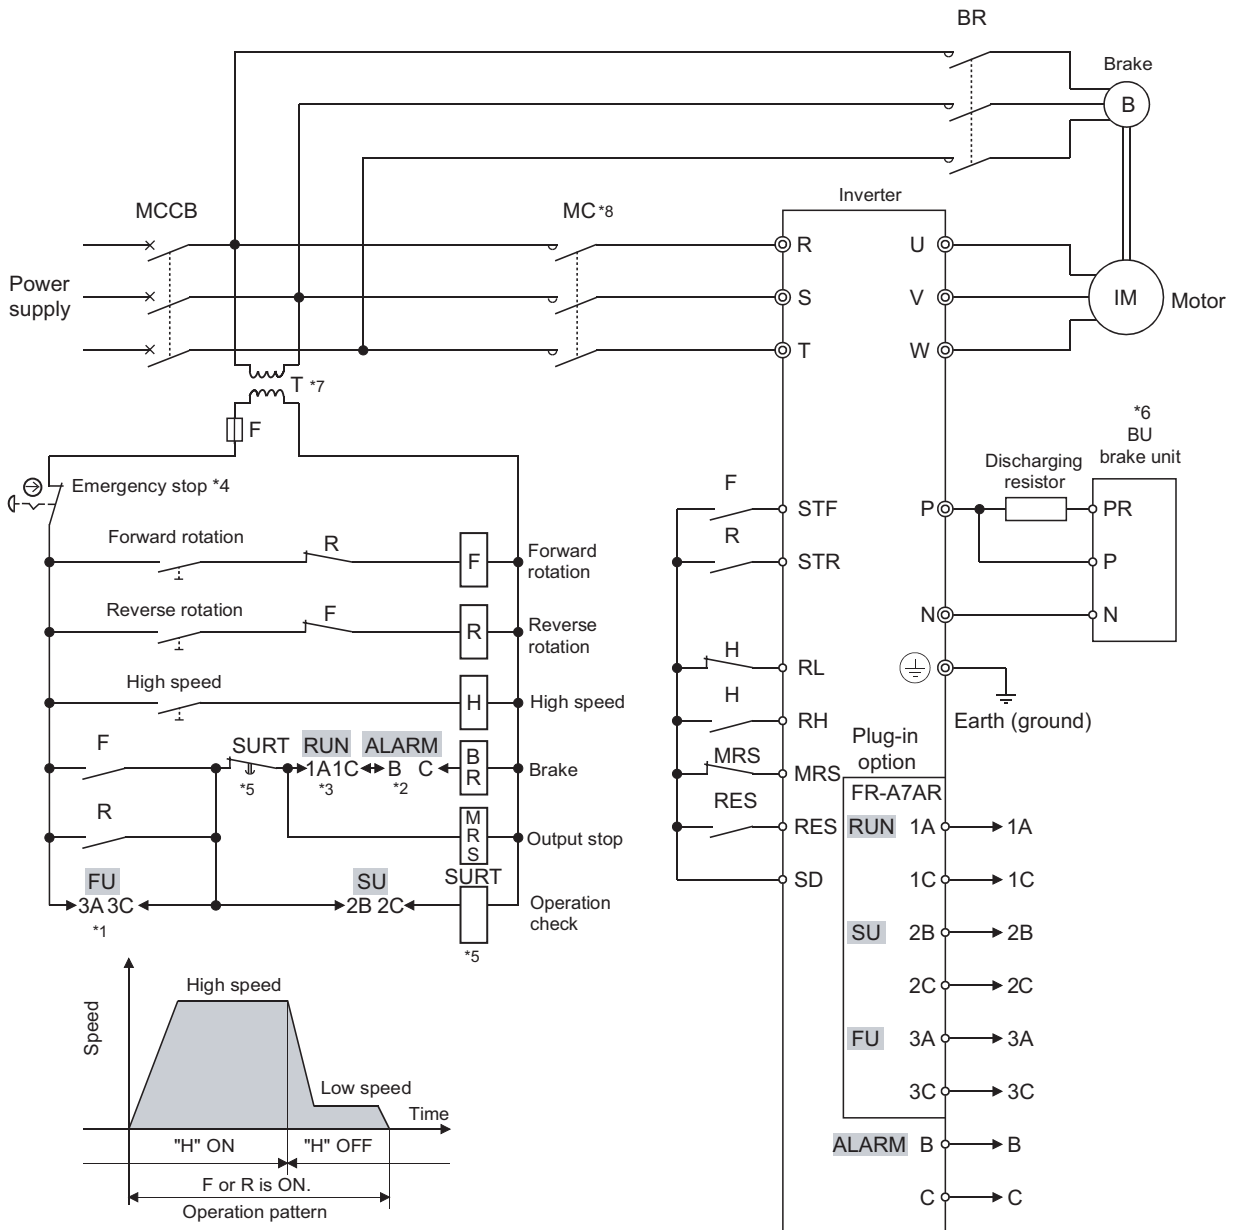 BR
Brake
B
MCCB
MC *8
Inverter
R
U
Power
supply
S
V
IM
Motor
T
W
T *7
F
*6
BU
brake unit
Discharging
resistor
Emergency stop *4
F
STF
P
PR
Forward rotation
R
F
Forward
rotation
R
STR
P
Reverse rotation
F
R
Reverse
rotation
N
N
High speed
H
High speed
H
RL
H
RH
Earth (ground)
F
SURT
*5
RUN
1A 1C
*3
ALARM
B C
*2
BR
Brake
MRS
MRS
Plug-in
option
FR-A7AR
R
MRS
Output stop
RES
RES
RUN 1A
1A
SD
1C
1C
FU
3A 3C
*1
SU
2B 2C
SURT
*5
Operation
check
SU 2B
2B
2C
2C
FU 3A
3A
3C
3C
ALARM B
B
C
C
Speed
High speed
Low speed
Time
"H" ON
"H" OFF
F or R is ON.
Operation pattern